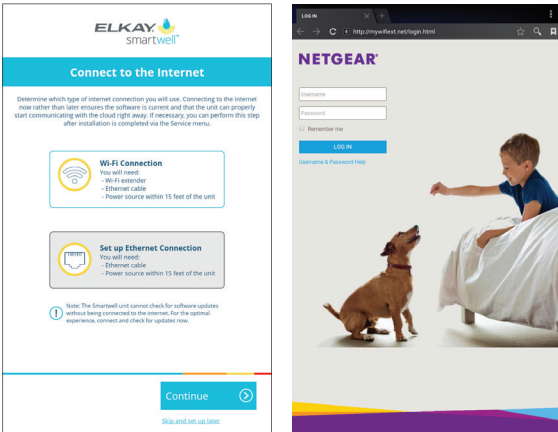 ELKAY.
smartwell™
Connect to the Internet
Determine which type of internet connection you will use. Connecting to the internet
now rather than later ensures the software is current and that the unit can properly
start communicating with the cloud right away. If necessary, you can perform this step
after installation is completed via the Service menu.
Wi-Fi Connection
You will need:
- Wi-Fi extender
- Ethernet cable
- Power source within 15 feet of the unit
Set up Ethernet Connection
You will need:
- Ethernet cable
- Power source within 15 feet of the unit
Note: The Smartwell unit cannot check for software updates
without being connected to the internet. For the optimal
experience, connect and check for updates now.
Continue
Skip and set up later
LOG IN
http://mywifiext.net/login.html
NETGEAR®
Username
Password
Remember me
LOG IN
Username & Password Help